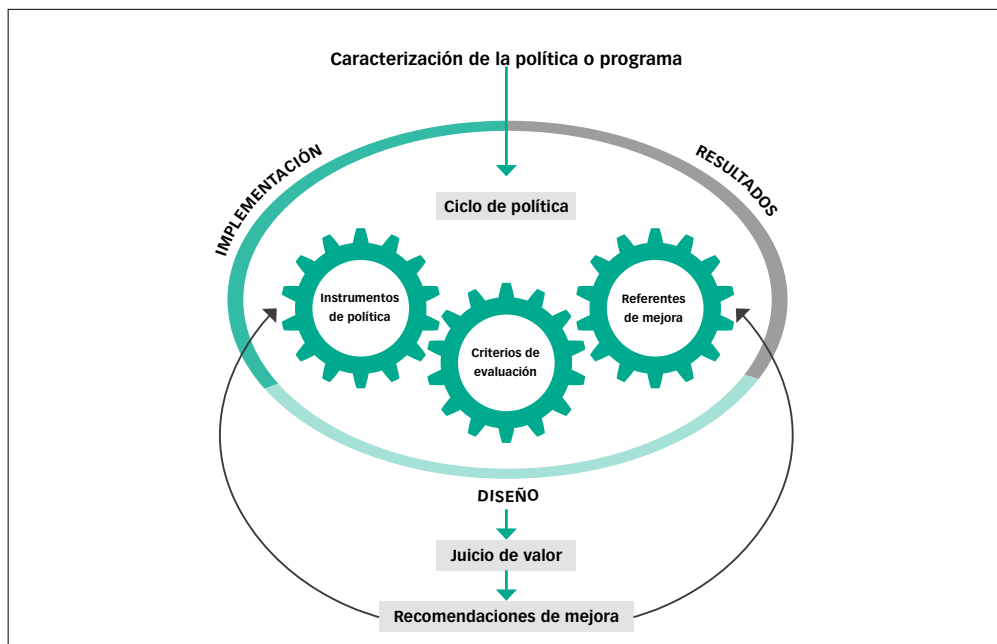 Caracterización de la política o programa
IMPLEMENTACIÓN
RESULTADOS
Ciclo de política
Instrumentos
de política
Referentes
de mejora
Criterios de
evaluación
DISEÑO
Juicio de valor
Recomendaciones de mejora